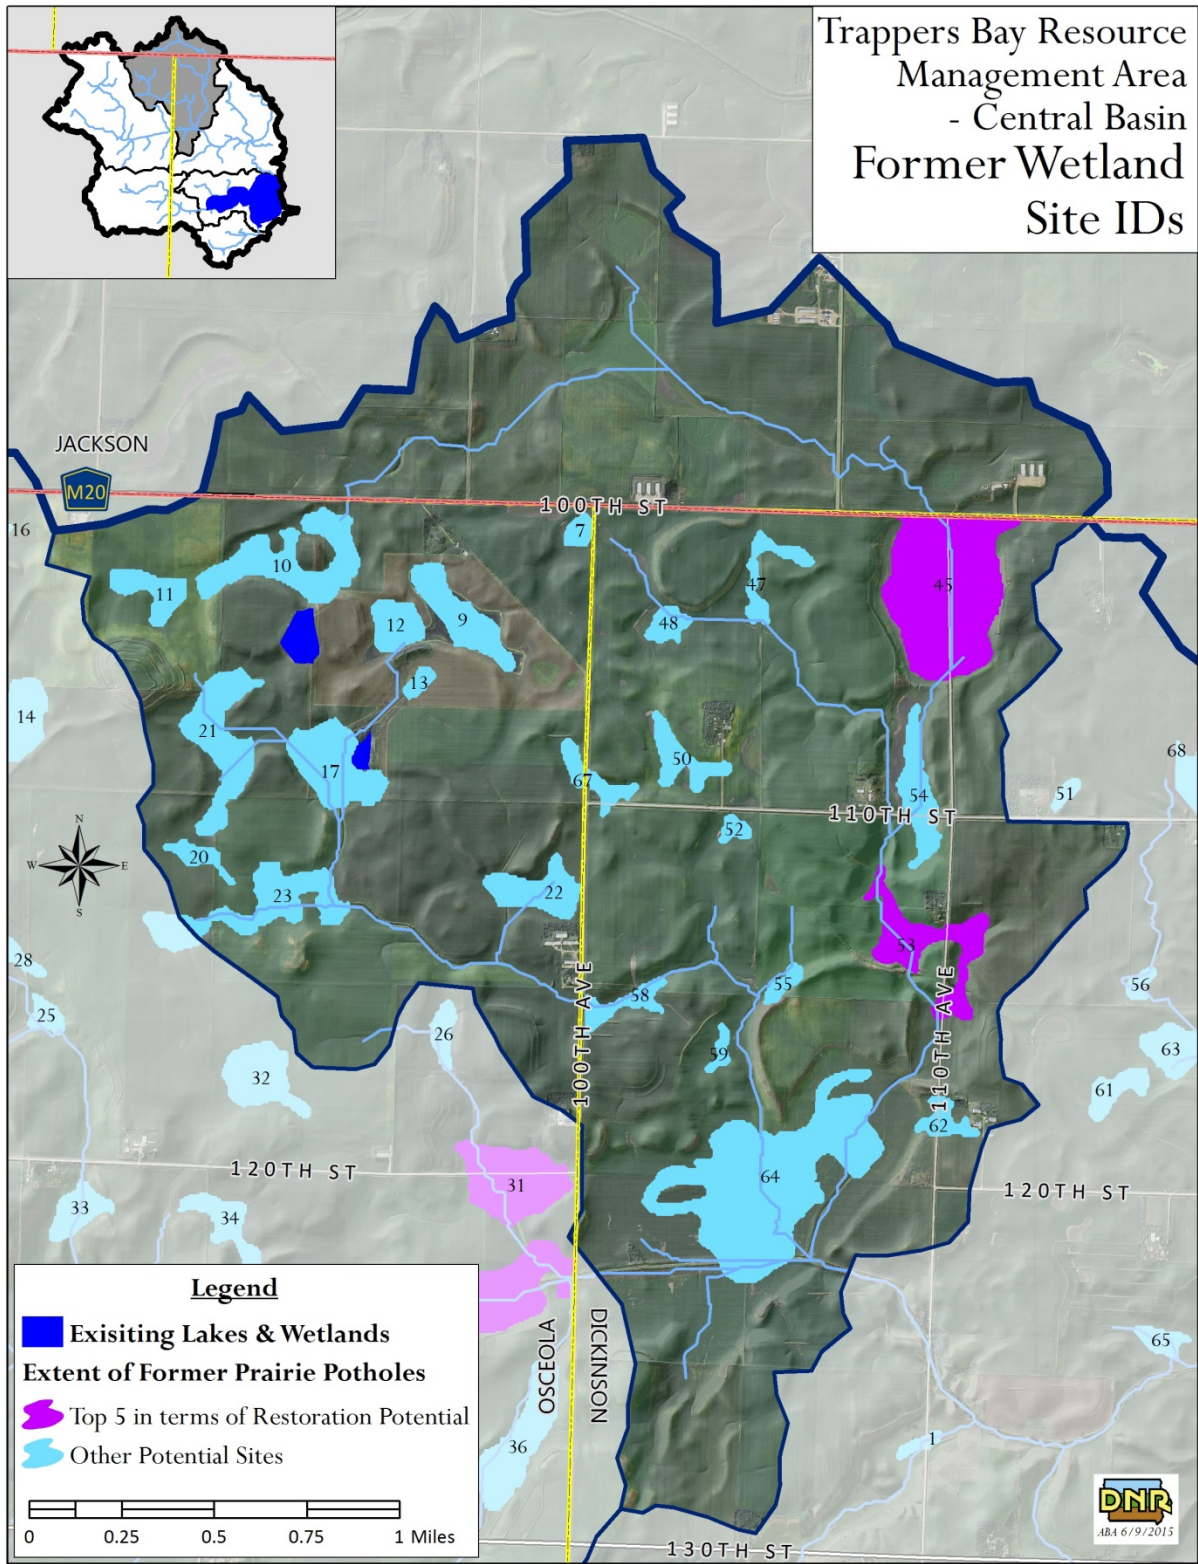 Trappers Bay Resource
Management Area
- Central Basin
Former Wetland
Site IDs
JACKSON
M20
100TH ST
16
7
10
11
47
45
9
12
48
13
14
21
50
68
17
67
51
54
110TH ST
52
N
W E
S
20
23
22
53
28
55
56
58
25
100TH AVE
110TH AVE
26
59
63
32
61
62
120TH ST
31
64
120TH ST
33
34
Legend
Exisiting Lakes & Wetlands
Extent of Former Prairie Potholes
Top 5 in terms of Restoration Potential
Other Potential Sites
0 0.25 0.5 0.75 1 Miles
OSCEOLA
DICKINSON
65
36
1
DNR
ABA 6/9/2015
130TH ST